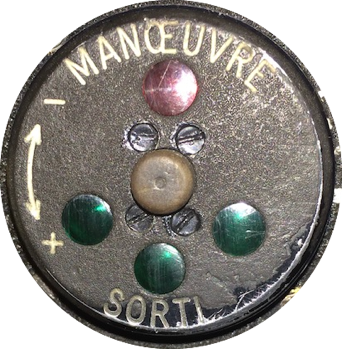 MANŒUVRE
-
+
SORTI